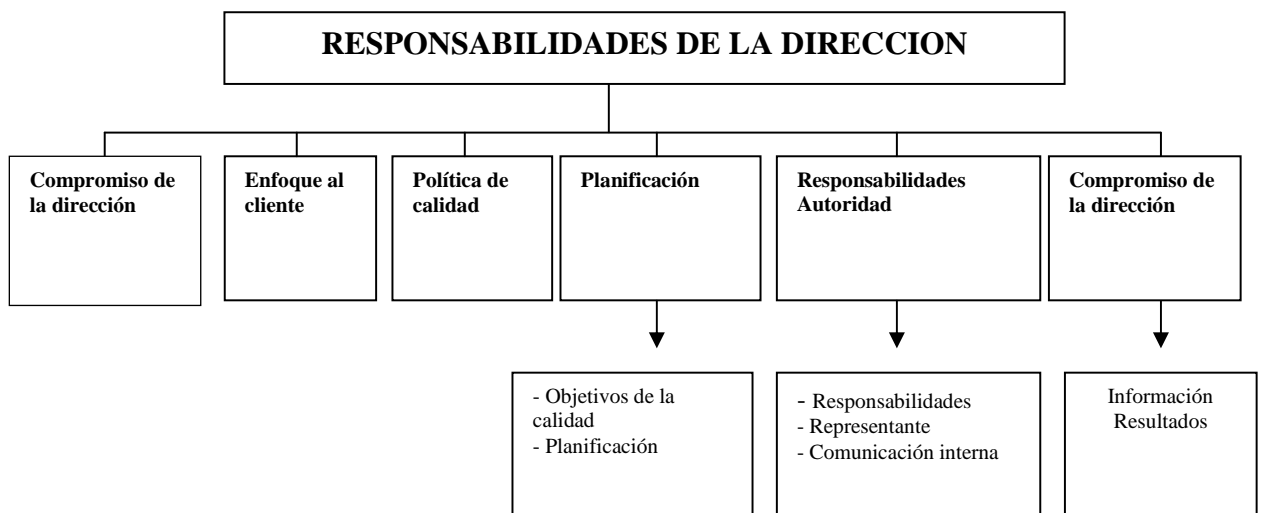 RESPONSABILIDADES DE LA DIRECCION
Compromiso de
la dirección
Enfoque al
cliente
Política de
calidad
Planificación
Responsabilidades
Autoridad
Compromiso de
la dirección
- Objetivos de la
calidad
- Planificación
- Responsabilidades
- Representante
- Comunicación interna
Información
Resultados